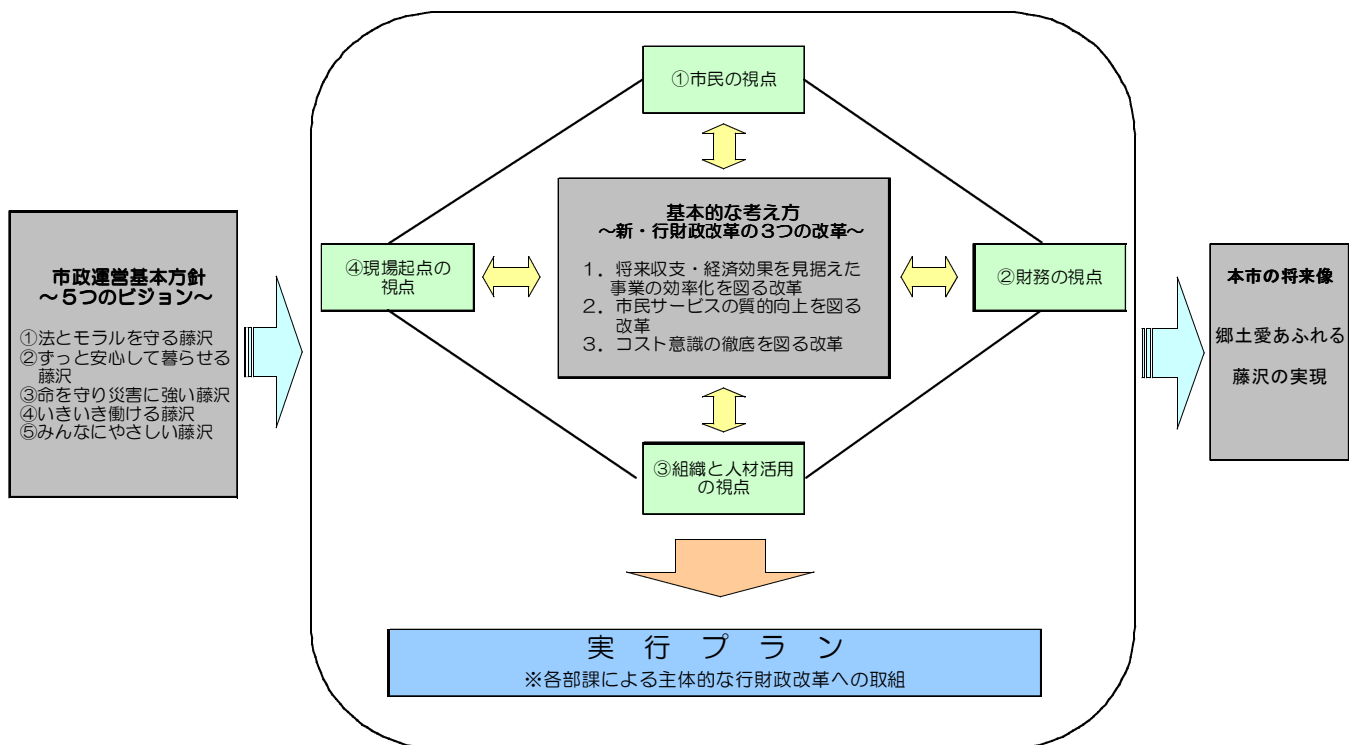 市政運営基本方針
～５つのビジョン～
①法とモラルを守る藤沢
②ずっと安心して暮らせる
藤沢
③命を守り災害に強い藤沢
④いきいき働ける藤沢
⑤みんなにやさしい藤沢
①市民の視点
④現場起点の
視点
基本的な考え方
～新・行財政改革の３つの改革～
１．将来収支・経済効果を見据えた
事業の効率化を図る改革
２．市民サービスの質的向上を図る
改革
３．コスト意識の徹底を図る改革
②財務の視点
③組織と人材活用
の視点
実行プラン
※各部課による主体的な行財政改革への取組
本市の将来像
郷土愛あふれる
藤沢の実現